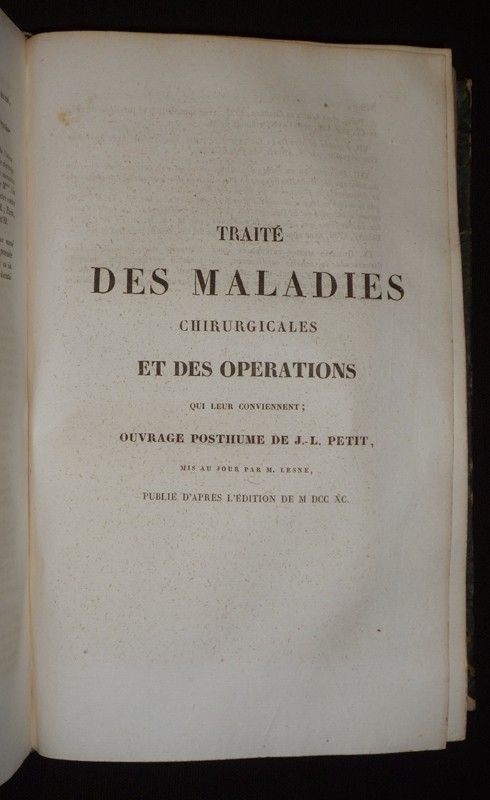 TRAITÉ
DES MALADIES
CHIRURGICALES
ET DES OPERATIONS
QUI LEUR CONVIENNENT;
OUVRAGE POSTHUME DE J.-L. PETIT,
MIS AU JOUR PAR M. LESNE,
PUBLIÉ D'APRÈS L'ÉDITION DE M DCC XC.